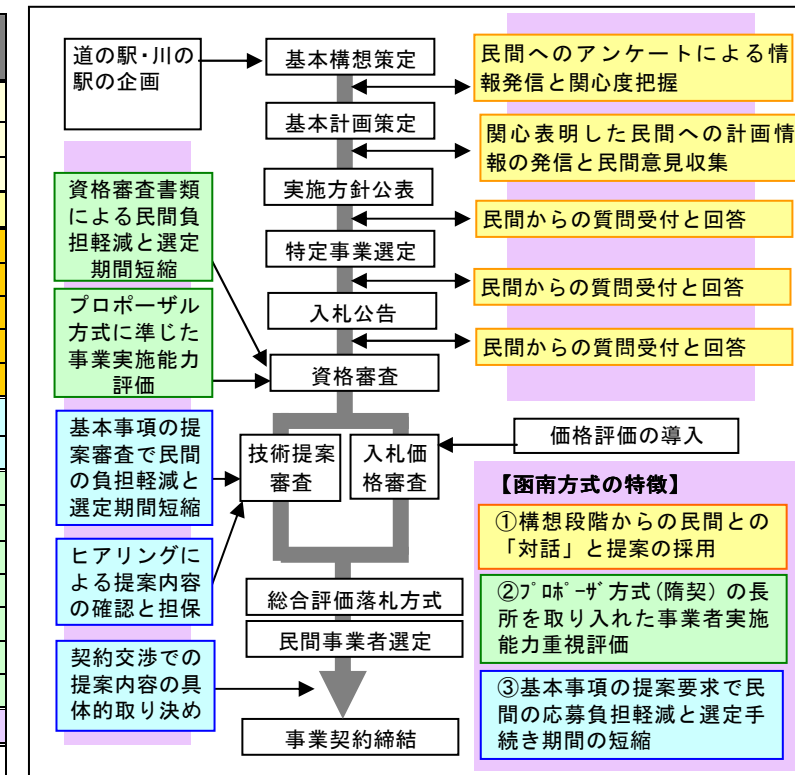 道の駅・川の
駅の企画
基本構想策定
民間へのアンケートによる情
報発信と関心度把握
基本計画策定
関心表明した民間への計画情
報の発信と民間意見収集
実施方針公表
資格審査書類
による民間負
担軽減と選定
期間短縮
民間からの質問受付と回答
特定事業選定
民間からの質問受付と回答
入札公告
プロポーザル
方式に準じた
事業実施能力
評価
民間からの質問受付と回答
資格審査
基本事項の提
案審査で民間
の負担軽減と
選定期間短縮
技術提案
審査
入札価
格審査
価格評価の導入
ヒアリングに
よる提案内容
の確認と担保
総合評価落札方式
民間事業者選定
契約交渉での
提案内容の具
体的取り決め
事業契約締結
【函南方式の特徴】
①構想段階からの民間との
「対話」と提案の採用
②ﾌﾟﾛﾎﾟｰｻﾞ方式(隋契)の長
所を取り入れた事業者実施
能力重視評価
③基本事項の提案要求で民
間の応募負担軽減と選定手
続き期間の短縮